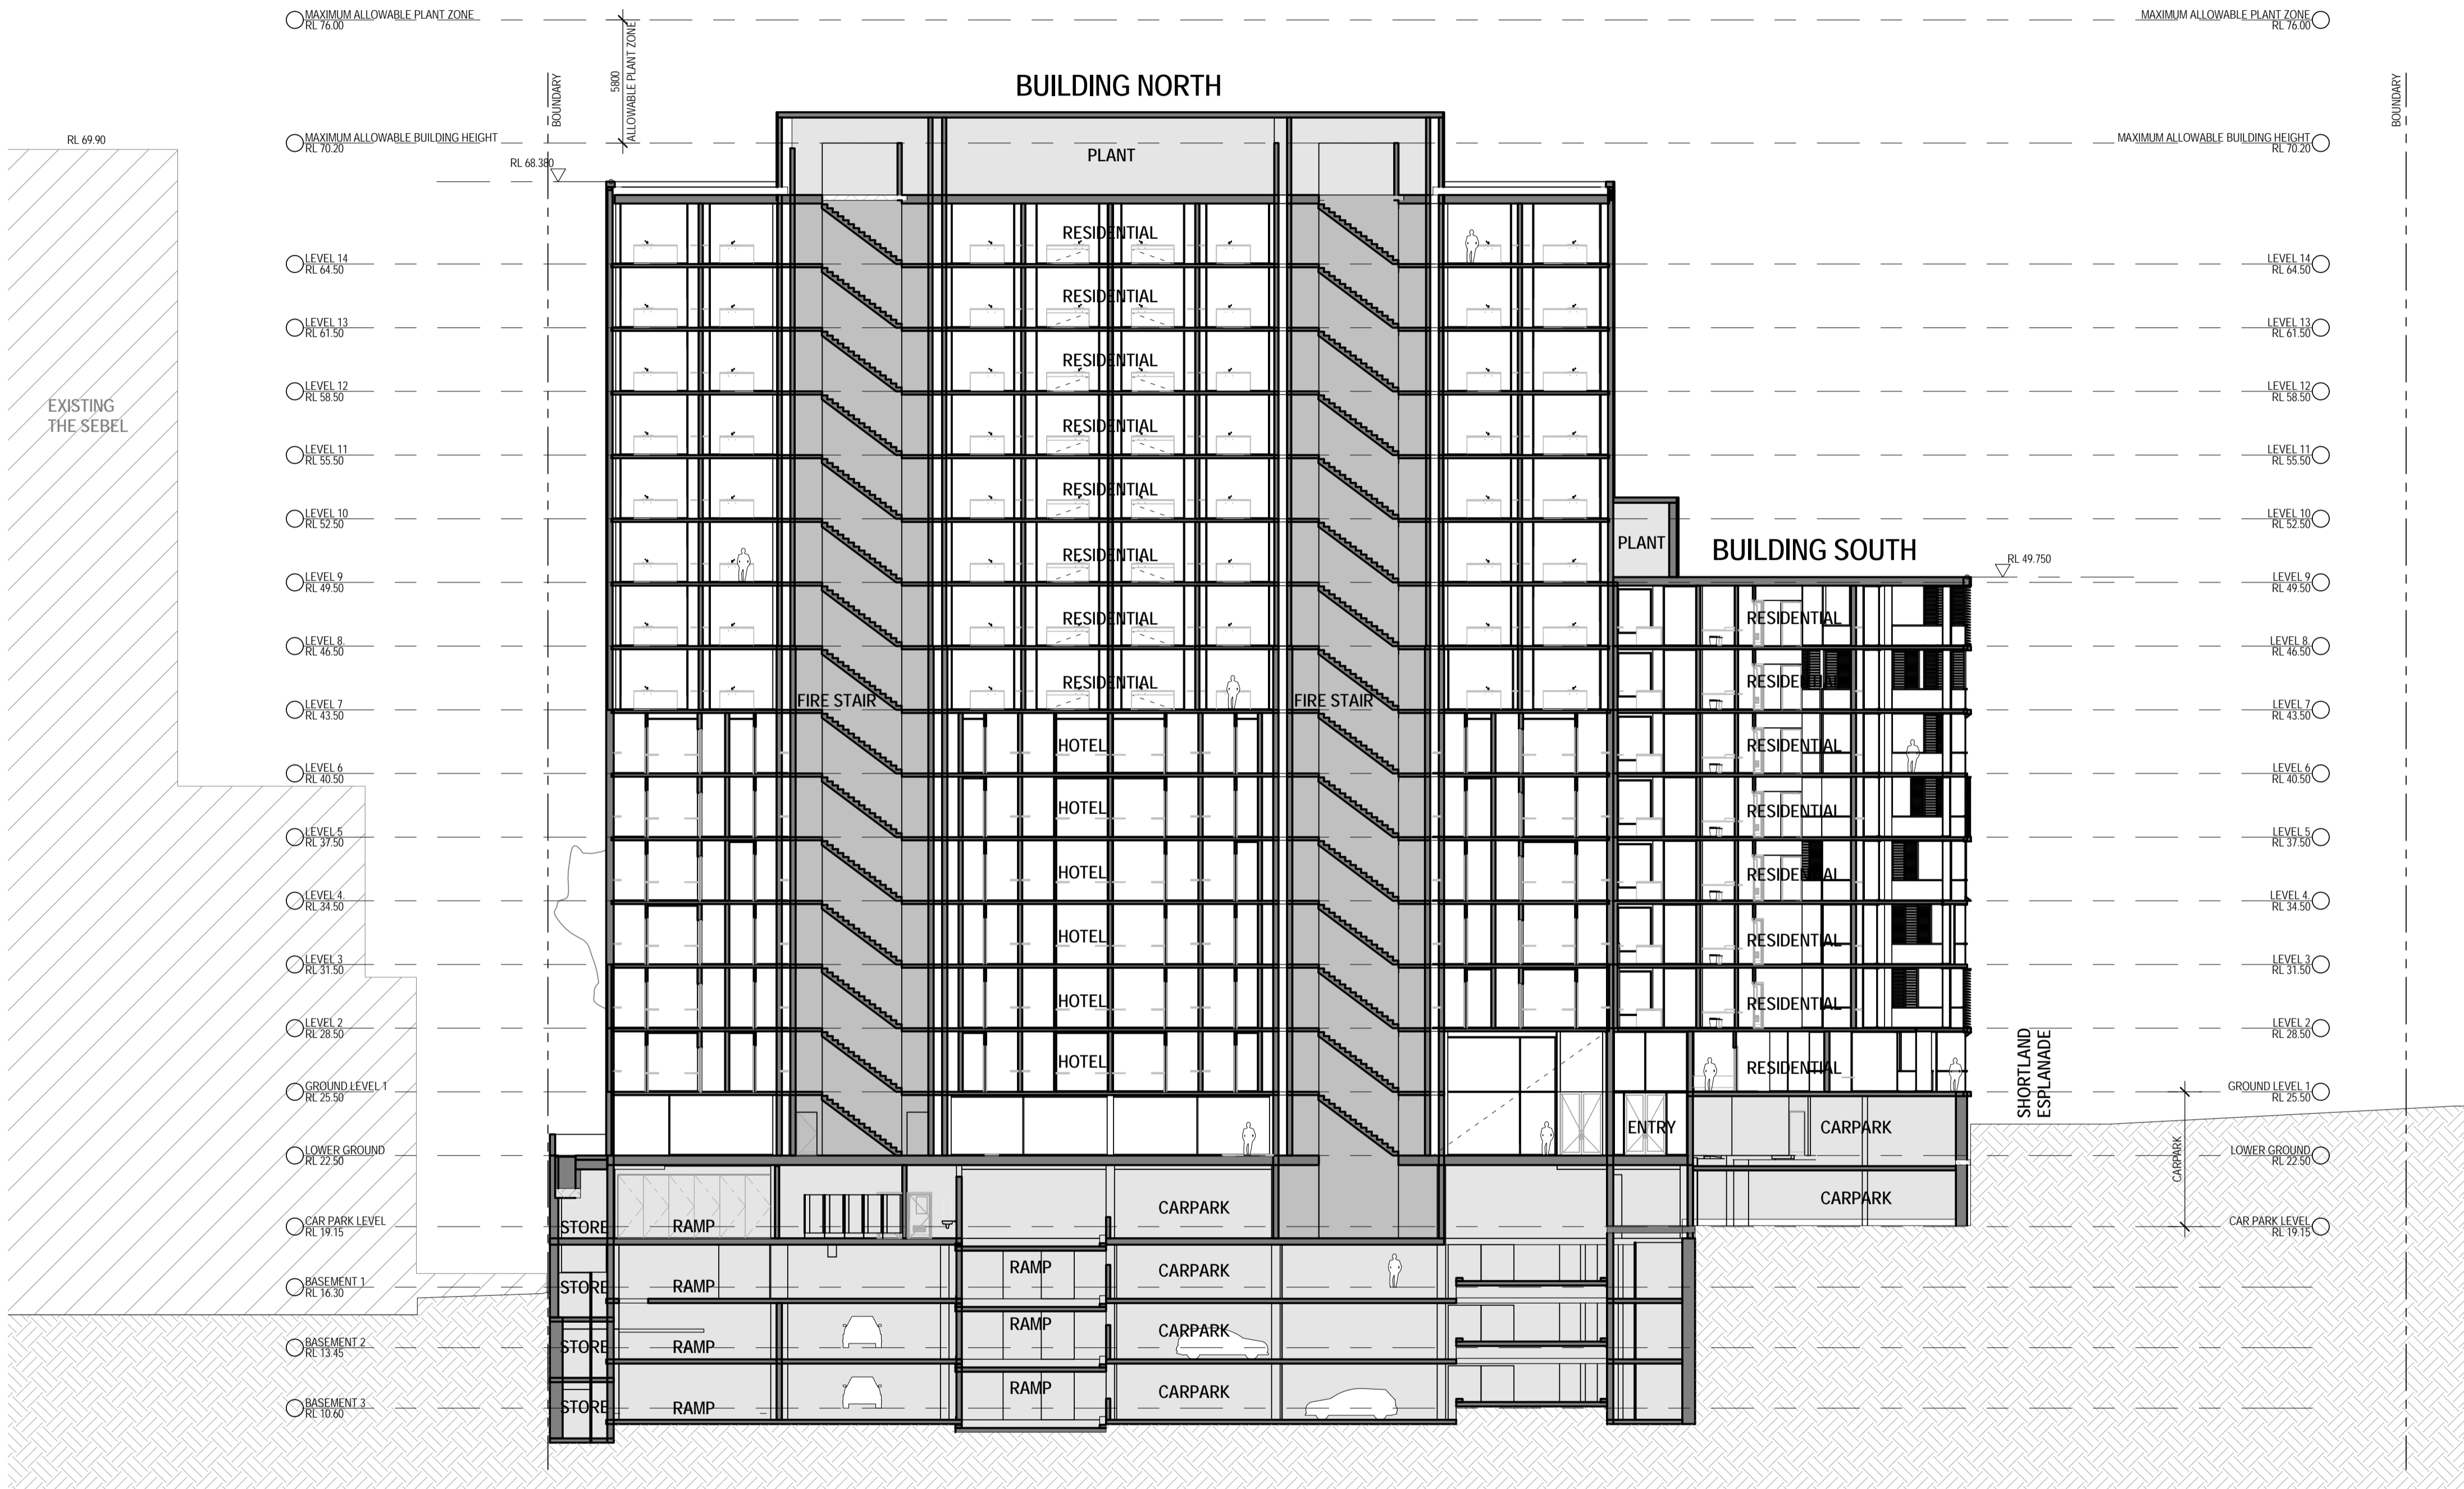 MAXIMUM ALLOWABLE PLANT ZONE
RL 76.00
MAXIMUM ALLOWABLE PLANT ZONE
RL 76.00
5800
ALLOWABLE PLANT ZONE
BOUNDARY
BOUNDARY
BUILDING NORTH
RL 69.90
MAXIMUM ALLOWABLE BUILDING HEIGHT
RL 70.20
MAXIMUM ALLOWABLE BUILDING HEIGHT
RL 70.20
RL 68.380
PLANT
RESIDENTIAL
LEVEL 14
RL 64.50
LEVEL 14
RL 64.50
RESIDENTIAL
LEVEL 13
RL 61.50
LEVEL 13
RL 61.50
RESIDENTIAL
LEVEL 12
RL 58.50
LEVEL 12
RL 58.50
EXISTING
THE SEBEL
RESIDENTIAL
LEVEL 11
RL 55.50
LEVEL 11
RL 55.50
RESIDENTIAL
LEVEL 10
RL 52.50
LEVEL 10
RL 52.50
PLANT
BUILDING SOUTH
RL 49.750
RESIDENTIAL
LEVEL 9
RL 49.50
LEVEL 9
RL 49.50
RESIDENTIAL
RESIDENTIAL
LEVEL 8.
RL 46.50
LEVEL 8.
RL 46.50
RESIDENTIAL
RESIDENTIAL
FIRE STAIR
FIRE STAIR
LEVEL 7
RL 43.50
LEVEL 7
RL 43.50
HOTEL
RESIDENTIAL
LEVEL 6
RL 40.50
LEVEL 6
RL 40.50
HOTEL
RESIDENTIAL
LEVEL 5
RL 37.50
LEVEL 5
RL 37.50
HOTEL
RESIDENTIAL
LEVEL 4.
RL 34.50
LEVEL 4.
RL 34.50
HOTEL
RESIDENTIAL
LEVEL 3
RL 31.50
LEVEL 3
RL 31.50
HOTEL
RESIDENTIAL
LEVEL 2
RL 28.50
LEVEL 2
RL 28.50
HOTEL
RESIDENTIAL
SHORTLAND
ESPLANADE
GROUND LEVEL 1
RL 25.50
GROUND LEVEL 1
RL 25.50
ENTRY
CARPARK
CARPARK
LOWER GROUND
RL 22.50
LOWER GROUND
RL 22.50
CARPARK
CARPARK
STORE
RAMP
CAR PARK LEVEL
RL 19.15
CAR PARK LEVEL
RL 19.15
RAMP
CARPARK
STORE
RAMP
BASEMENT 1
RL 16.30
RAMP
CARPARK
STORE
RAMP
BASEMENT 2
RL 13.45
RAMP
CARPARK
STORE
RAMP
BASEMENT 3
RL 10.60